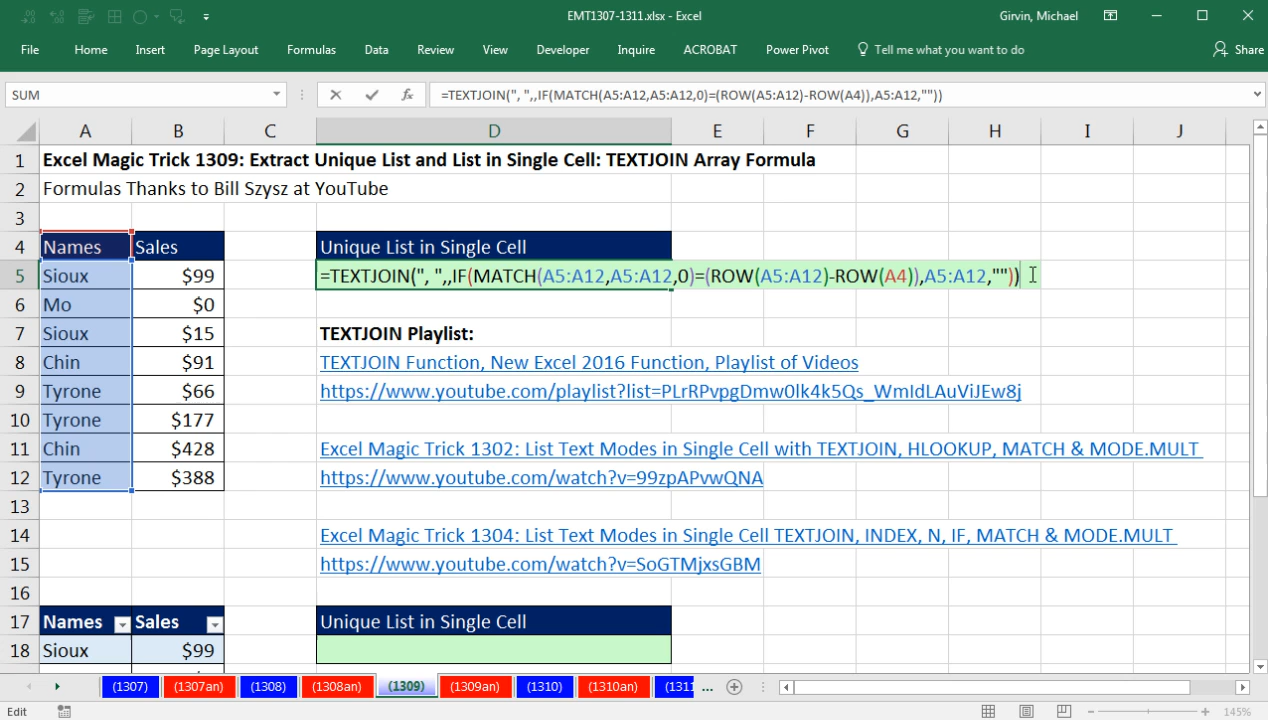 EMT1307-1311.xlsx - Excel
Girvin, Michael
File Home Insert Page Layout Formulas Data Review View Developer Inquire ACROBAT Power Pivot Tell me what you want to do Share
SUM fx =TEXTJOIN(", ",,IF(MATCH(A5:A12,A5:A12,0)=(ROW(A5:A12)-ROW(A4)),A5:A12,""))
A B C D E F G H I J
1 Excel Magic Trick 1309: Extract Unique List and List in Single Cell: TEXTJOIN Array Formula
2 Formulas Thanks to Bill Szysz at YouTube
3
4 Names Sales Unique List in Single Cell
5 Sioux $99 =TEXTJOIN(", ",,IF(MATCH(A5:A12,A5:A12,0)=(ROW(A5:A12)-ROW(A4)),A5:A12,""))
6 Mo $0
7 Sioux $15 TEXTJOIN Playlist:
8 Chin $91 TEXTJOIN Function, New Excel 2016 Function, Playlist of Videos
9 Tyrone $66 https://www.youtube.com/playlist?list=PLrRPvpgDmw0lk4k5Qs_WmIdLAuViJEw8j
10 Tyrone $177
11 Chin $428 Excel Magic Trick 1302: List Text Modes in Single Cell with TEXTJOIN, HLOOKUP, MATCH & MODE.MULT
12 Tyrone $388 https://www.youtube.com/watch?v=99zpAPvwQNA
13
14 Excel Magic Trick 1304: List Text Modes in Single Cell TEXTJOIN, INDEX, N, IF, MATCH & MODE.MULT
15 https://www.youtube.com/watch?v=SoGTMjxsGBM
16
17 Names Sales Unique List in Single Cell
18 Sioux $99
(1307) (1307an) (1308) (1308an) (1309) (1309an) (1310) (1310an) (1311 ...
Edit 145%